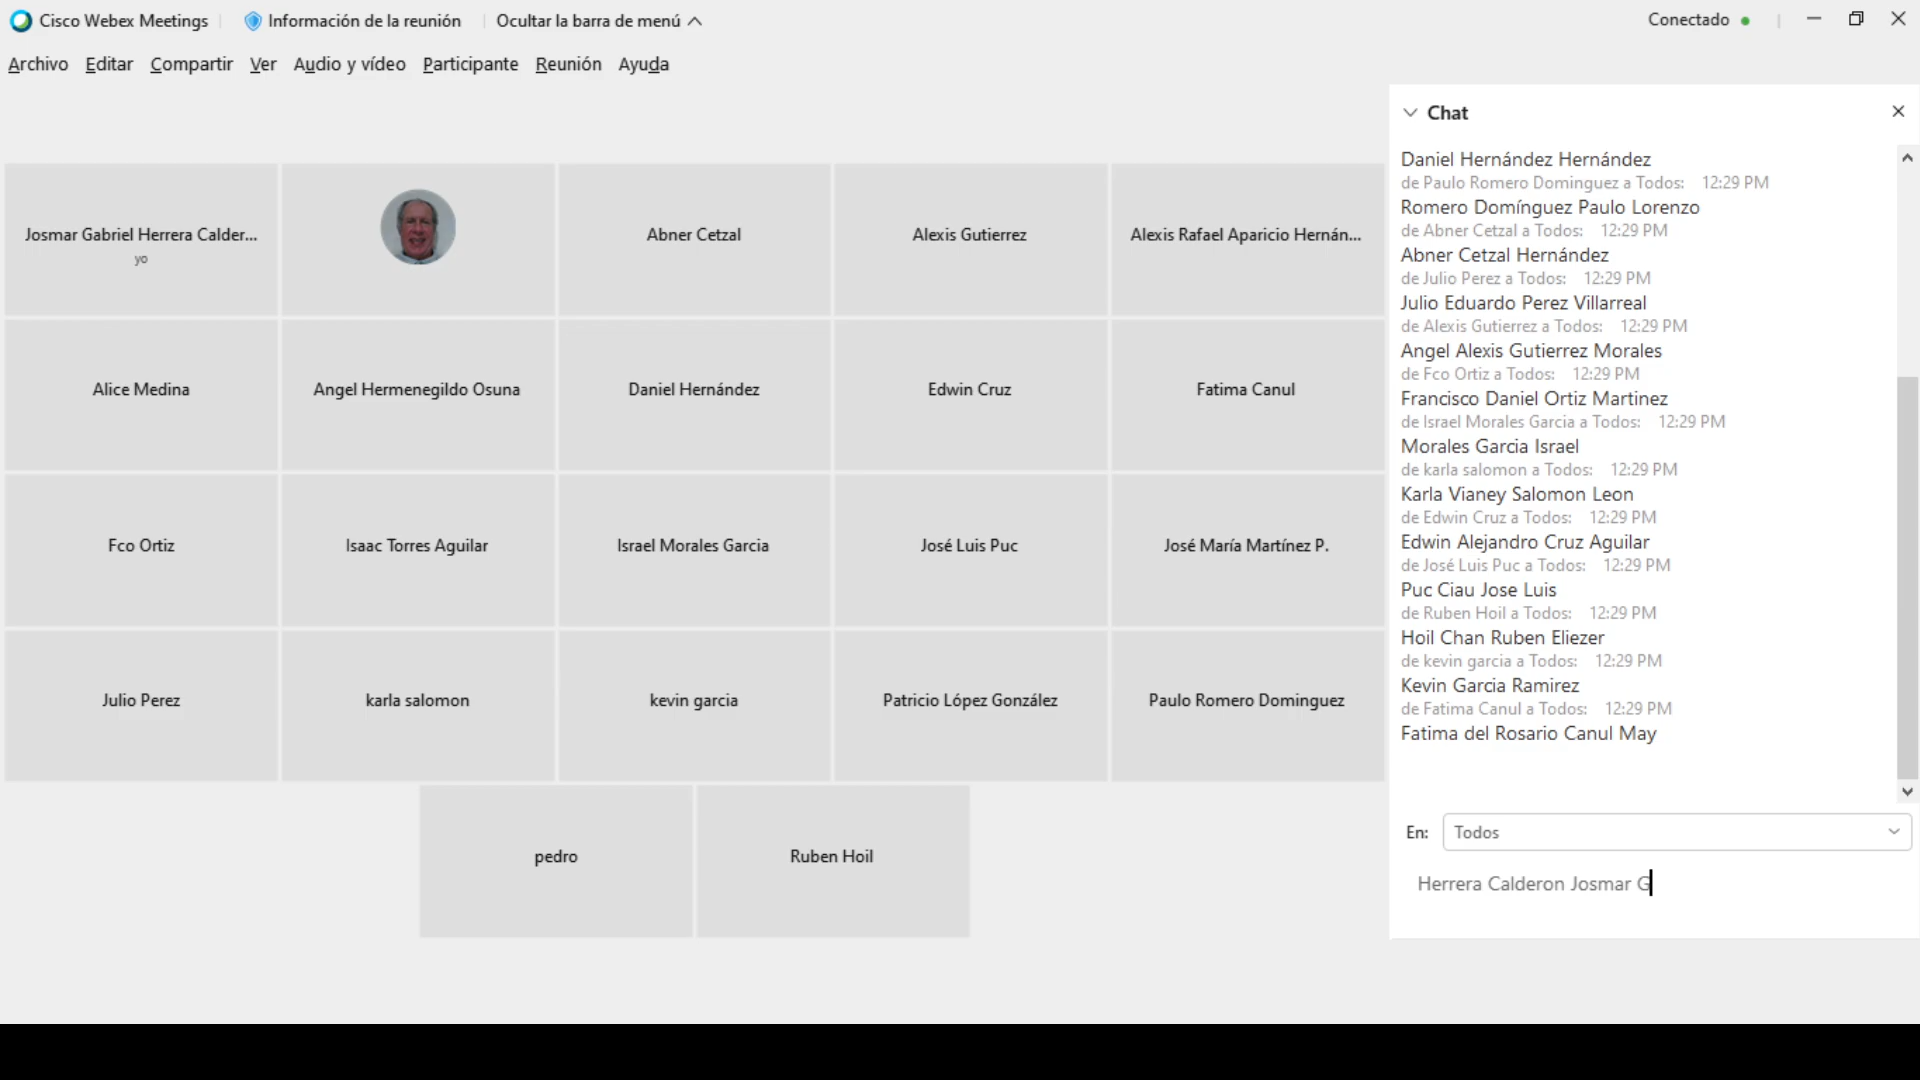 Cisco Webex Meetings
Información de la reunión
Ocultar la barra de menú
Conectado
Archivo Editar Compartir Ver Audio y vídeo Participante Reunión Ayuda
Josmar Gabriel Herrera Calder...
yo
Abner Cetzal
Alexis Gutierrez
Alexis Rafael Aparicio Hernán...
Alice Medina
Angel Hermenegildo Osuna
Daniel Hernández
Edwin Cruz
Fatima Canul
Fco Ortiz
Isaac Torres Aguilar
Israel Morales Garcia
José Luis Puc
José María Martínez P.
Julio Perez
karla salomon
kevin garcia
Patricio López González
Paulo Romero Dominguez
pedro
Ruben Hoil
Chat
Daniel Hernández Hernández
de Paulo Romero Dominguez a Todos: 12:29 PM
Romero Domínguez Paulo Lorenzo
de Abner Cetzal a Todos: 12:29 PM
Abner Cetzal Hernández
de Julio Perez a Todos: 12:29 PM
Julio Eduardo Perez Villarreal
de Alexis Gutierrez a Todos: 12:29 PM
Angel Alexis Gutierrez Morales
de Fco Ortiz a Todos: 12:29 PM
Francisco Daniel Ortiz Martinez
de Israel Morales Garcia a Todos: 12:29 PM
Morales Garcia Israel
de karla salomon a Todos: 12:29 PM
Karla Vianey Salomon Leon
de Edwin Cruz a Todos: 12:29 PM
Edwin Alejandro Cruz Aguilar
de José Luis Puc a Todos: 12:29 PM
Puc Ciau Jose Luis
de Ruben Hoil a Todos: 12:29 PM
Hoil Chan Ruben Eliezer
de kevin garcia a Todos: 12:29 PM
Kevin Garcia Ramirez
de Fatima Canul a Todos: 12:29 PM
Fatima del Rosario Canul May
En: Todos
Herrera Calderon Josmar G